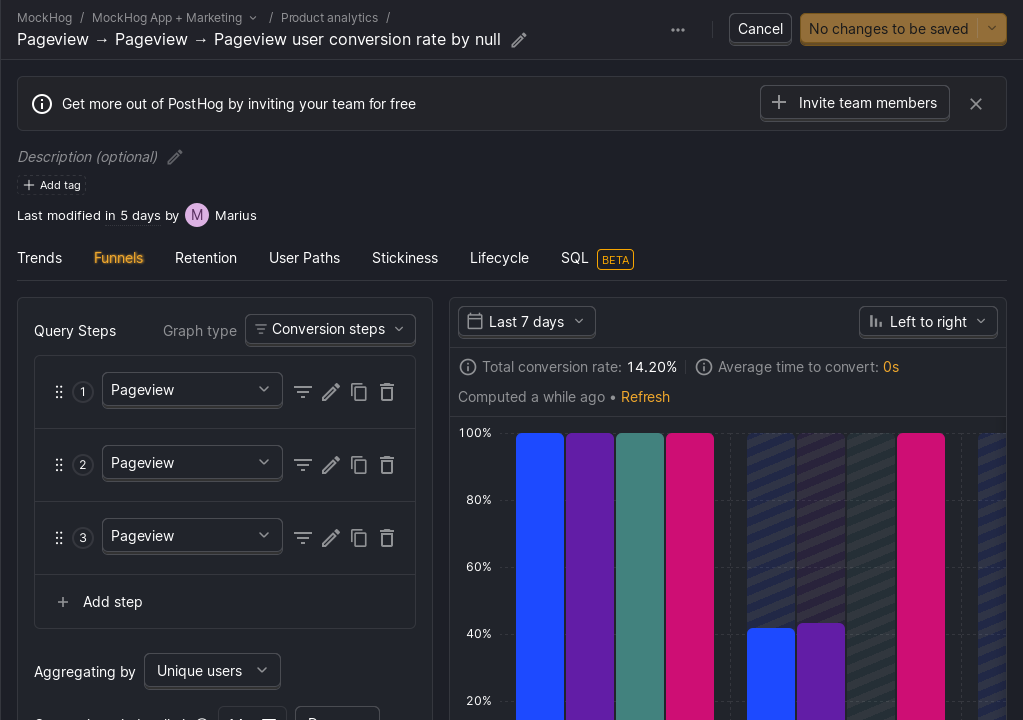 MockHog / MockHog App + Marketing / Product analytics /
Pageview → Pageview → Pageview user conversion rate by null
Cancel
No changes to be saved
Get more out of PostHog by inviting your team for free
Invite team members
Description (optional)
Add tag
Last modified in 5 days by M Marius
Trends Funnels Retention User Paths Stickiness Lifecycle SQL BETA
Query Steps Graph type Conversion steps
1 Pageview
2 Pageview
3 Pageview
Add step
Aggregating by Unique users
Last 7 days
Left to right
Total conversion rate: 14.20% Average time to convert: 0s
Computed a while ago • Refresh
100%
80%
60%
40%
20%